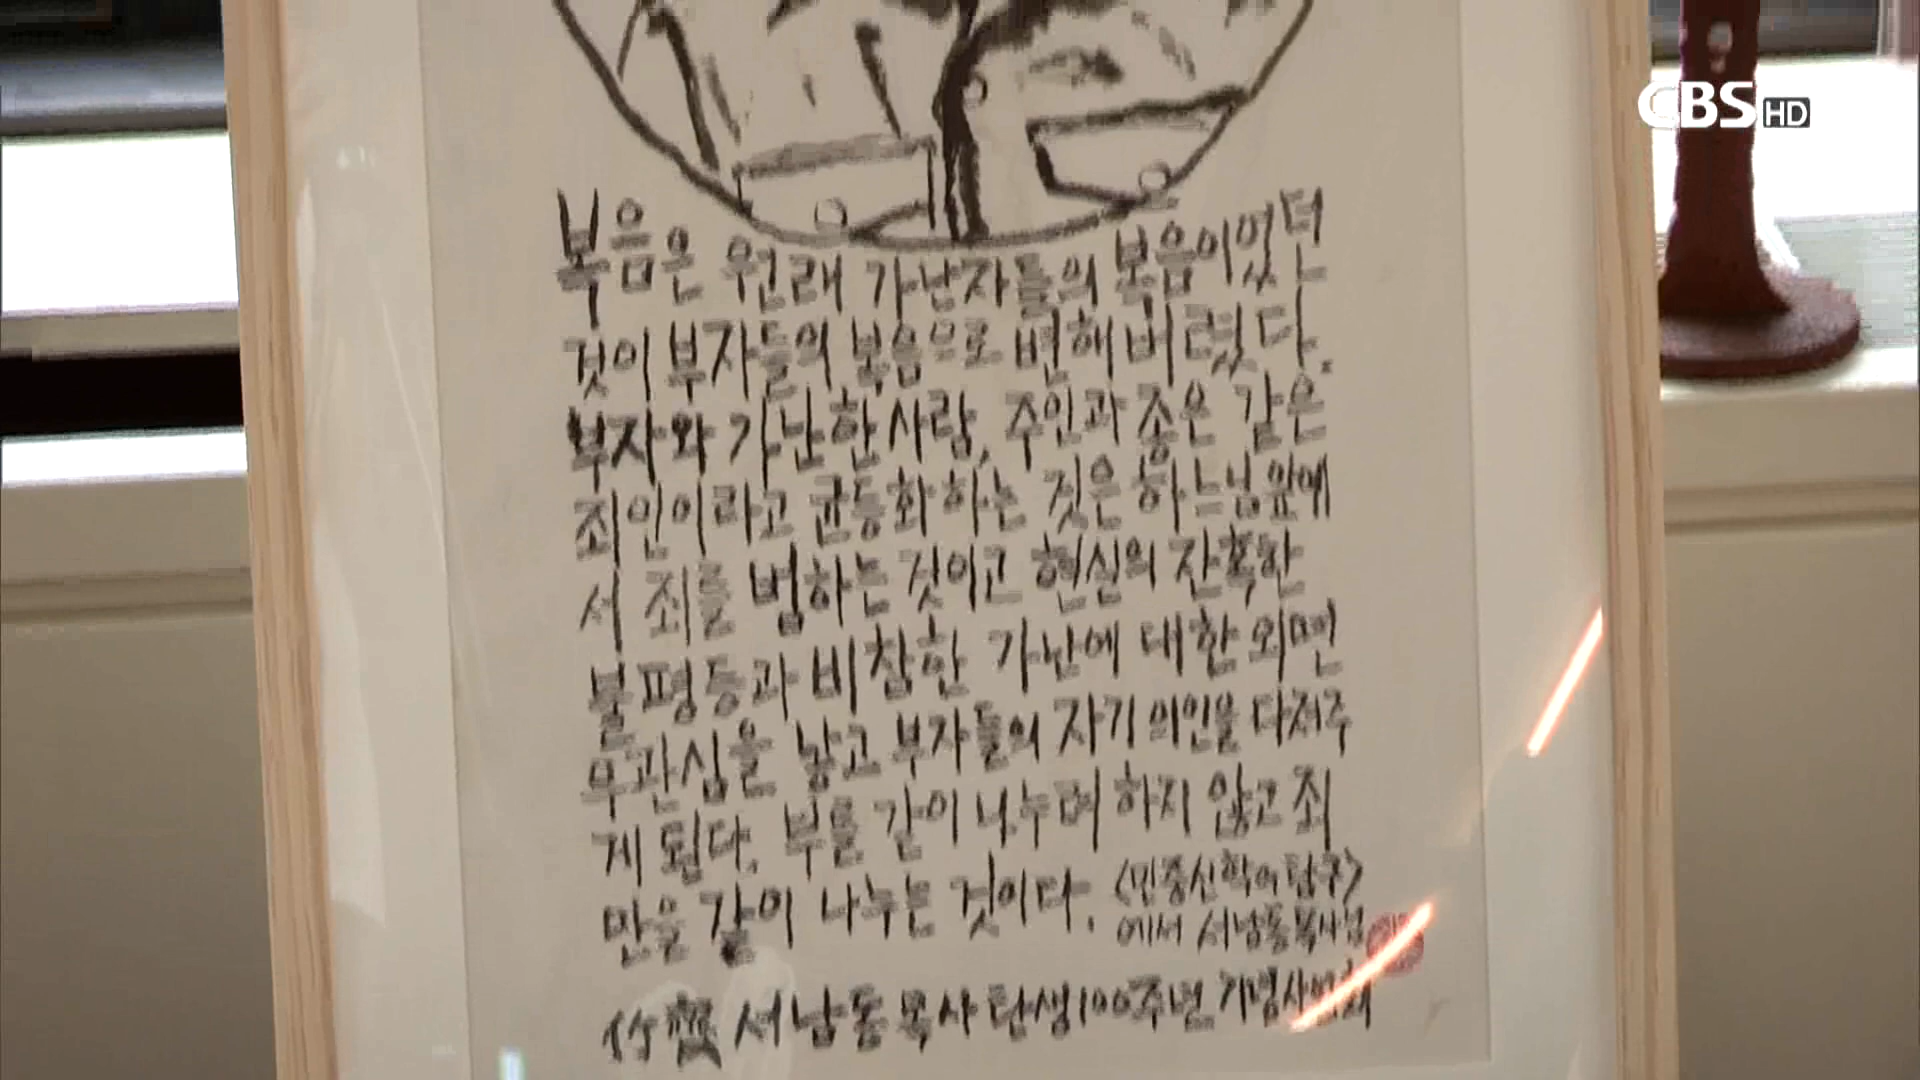 CBS HD
복음은 원래 가난자들의 복음이었던
것이 부자들의 복음으로 변해버렸다.
부자와 가난한 사람, 주인과 종은 같은
죄인이라고 균등화하는 것은 하느님앞에
서 죄를 범하는 것이고 현실의 잔혹한
불평등과 비참한 가난에 대한 외면
무관심을 낳고 부자들의 자기 의인을 다져주
게 된다. 부를 같이 나누려 하지 않고 죄
만을 같이 나누는 것이다. <민중신학의 탐구>
에서 서남동목사님
竹齋 서남동 목사 탄생100주년 기념사업회